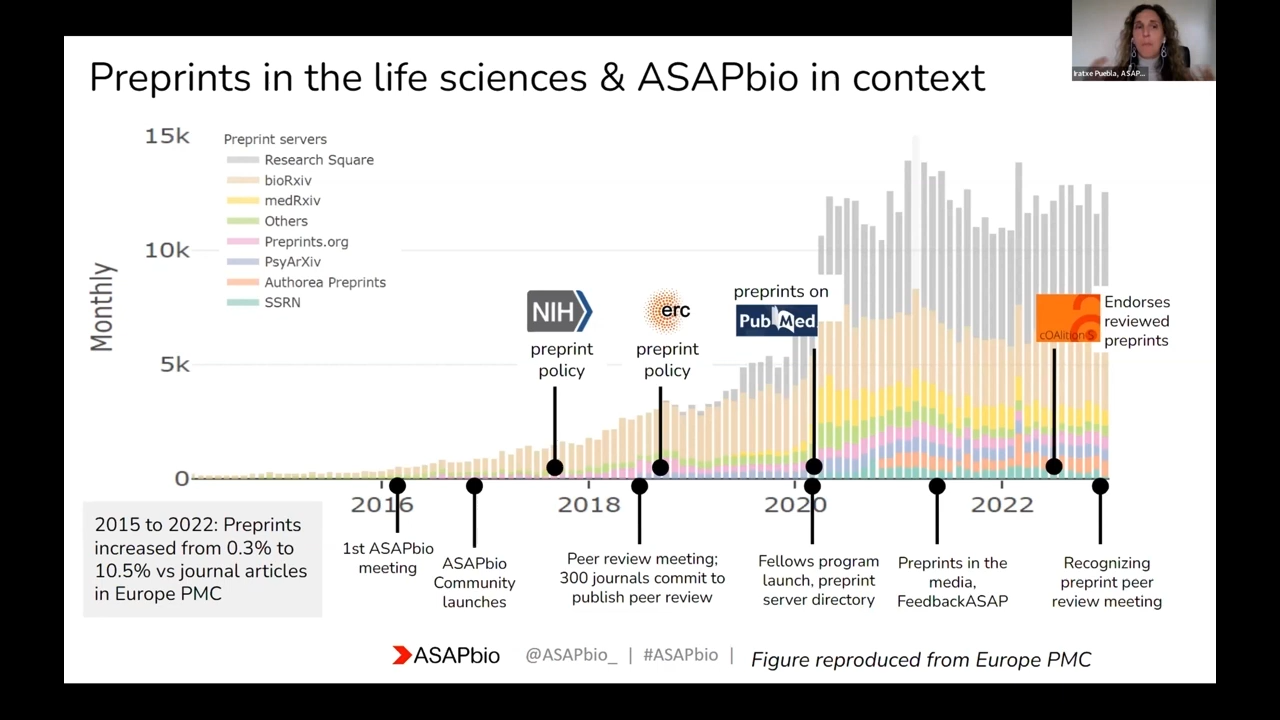 Iratxe Puebla, ASAP...
Preprints in the life sciences & ASAPbio in context
Monthly
15k
10k
5k
0
Preprint servers
Research Square
bioRxiv
medRxiv
Others
Preprints.org
PsyArXiv
Authorea Preprints
SSRN
NIH
preprint
policy
erc
preprint
policy
preprints on
PubMed
cOAlition S
Endorses
reviewed
preprints
2016
2018
2020
2022
2015 to 2022: Preprints
increased from 0.3% to
10.5% vs journal articles
in Europe PMC
1st ASAPbio
meeting
ASAPbio
Community
launches
Peer review meeting;
300 journals commit to
publish peer review
Fellows program
launch, preprint
server directory
Preprints in the
media,
FeedbackASAP
Recognizing
preprint peer
review meeting
ASAPbio
@ASAPbio_ | #ASAPbio |
Figure reproduced from Europe PMC